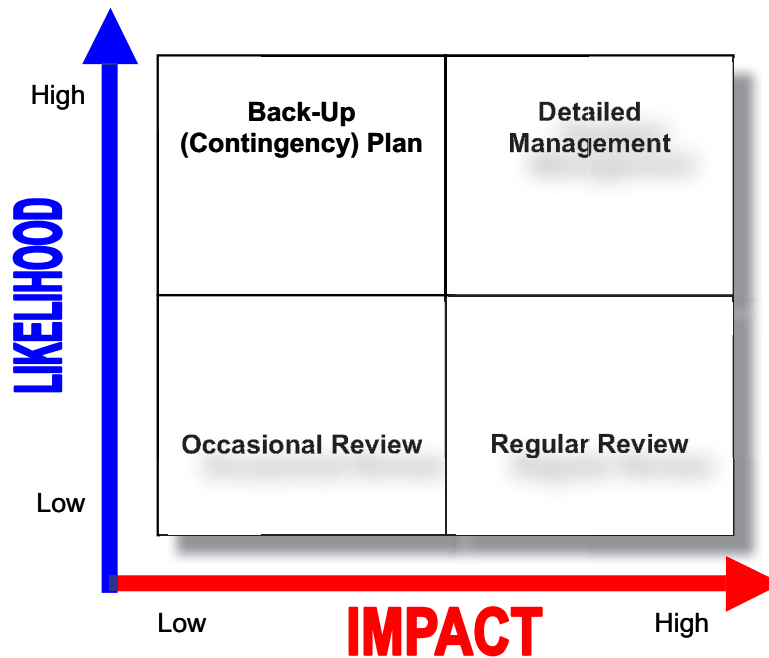 High
Back-Up
(Contingency) Plan
Detailed
Management
LIKELIHOOD
Occasional Review
Regular Review
Low
Low
IMPACT
High